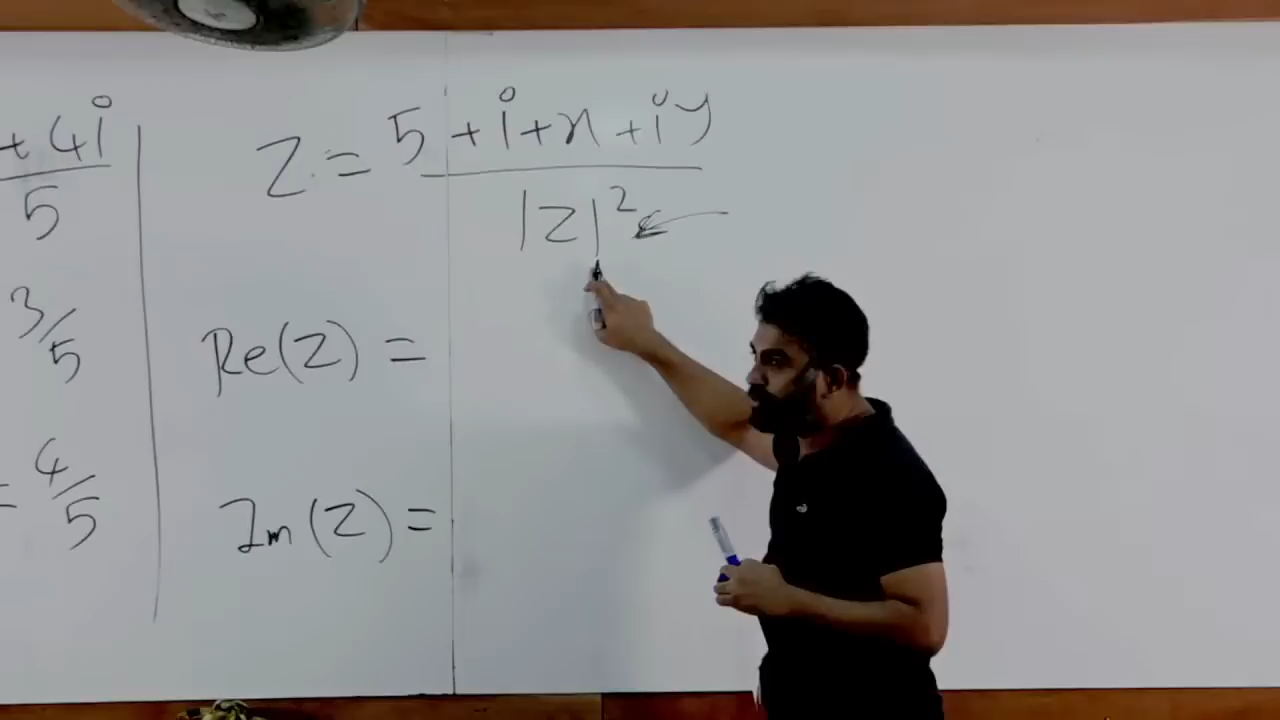 + 4i
5
3/5
= 4/5
Z = 5 + i + x + iy
|Z|²
Re(Z) =
Im(Z) =